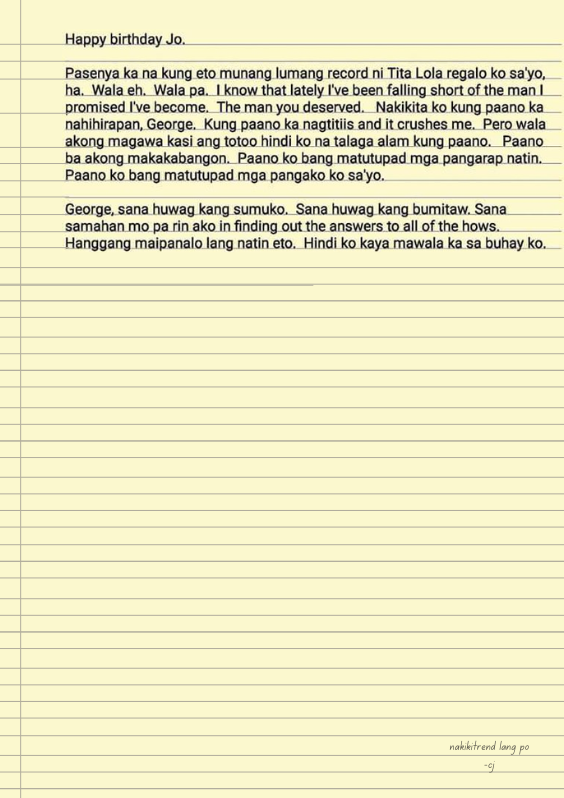 Happy birthday Jo.
Pasenya ka na kung eto munang lumang record ni Tita Lola regalo ko sa'yo,
ha. Wala eh. Wala pa. I know that lately I've been falling short of the man I
promised I've become. The man you deserved. Nakikita ko kung paano ka
nahihirapan, George. Kung paano ka nagtitiis and it crushes me. Pero wala
akong magawa kasi ang totoo hindi ko na talaga alam kung paano. Paano
ba akong makakabangon. Paano ko bang matutupad mga pangarap natin.
Paano ko bang matutupad mga pangako ko sa'yo.
George, sana huwag kang sumuko. Sana huwag kang bumitaw. Sana
samahan mo pa rin ako in finding out the answers to all of the hows.
Hanggang maipanalo lang natin eto. Hindi ko kaya mawala ka sa buhay ko.
nakikitrend lang po
-cj